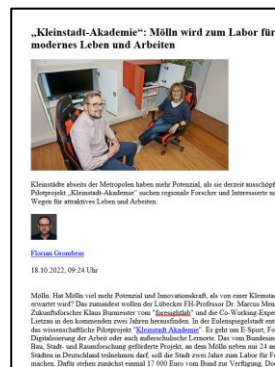 „Kleinstadt-Akademie“: Mölln wird zum Labor für
modernes Leben und Arbeiten
Kleinstädte abseits der Metropolen haben mehr Potenzial, als sie derzeit ausschöpf
Pilotprojekt „Kleinstadt-Akademie“ suchen regionale Forscher und Interessierte na
Wegen für attraktives Leben und Arbeiten.
Florian Grombein
18.10.2022, 09:24 Uhr
Mölln. Hat Mölln viel mehr Potenzial und Innovationskraft, als von einer Kleinstad
erwartet wird? Das zumindest wollen der Lübecker FH-Professor Dr. Marcus Men
Zukunftsforscher Klaus Burmeister vom "foresightlab" und die Co-Working-Exper
Lietzau in den kommenden zwei Jahren herausfinden. In der Eulenspiegelstadt ent
das wissenschaftliche Pilotprojekt "Kleinstadt Akademie". Es geht um E-Sport, Fo
Digitalisierung der Arbeit oder auch außerschulische Lernorte. Das vom Bundesin
Bau, Stadt- und Raumforschung geförderte Projekt, an dem Mölln neben nur 24 an
Städten in Deutschland teilnehmen darf, soll die Stadt zwei Jahre zum Labor für Fo
machen. Dafür stehen zunächst einmal 17 000 Euro vom Bund zur Verfügung. Doc